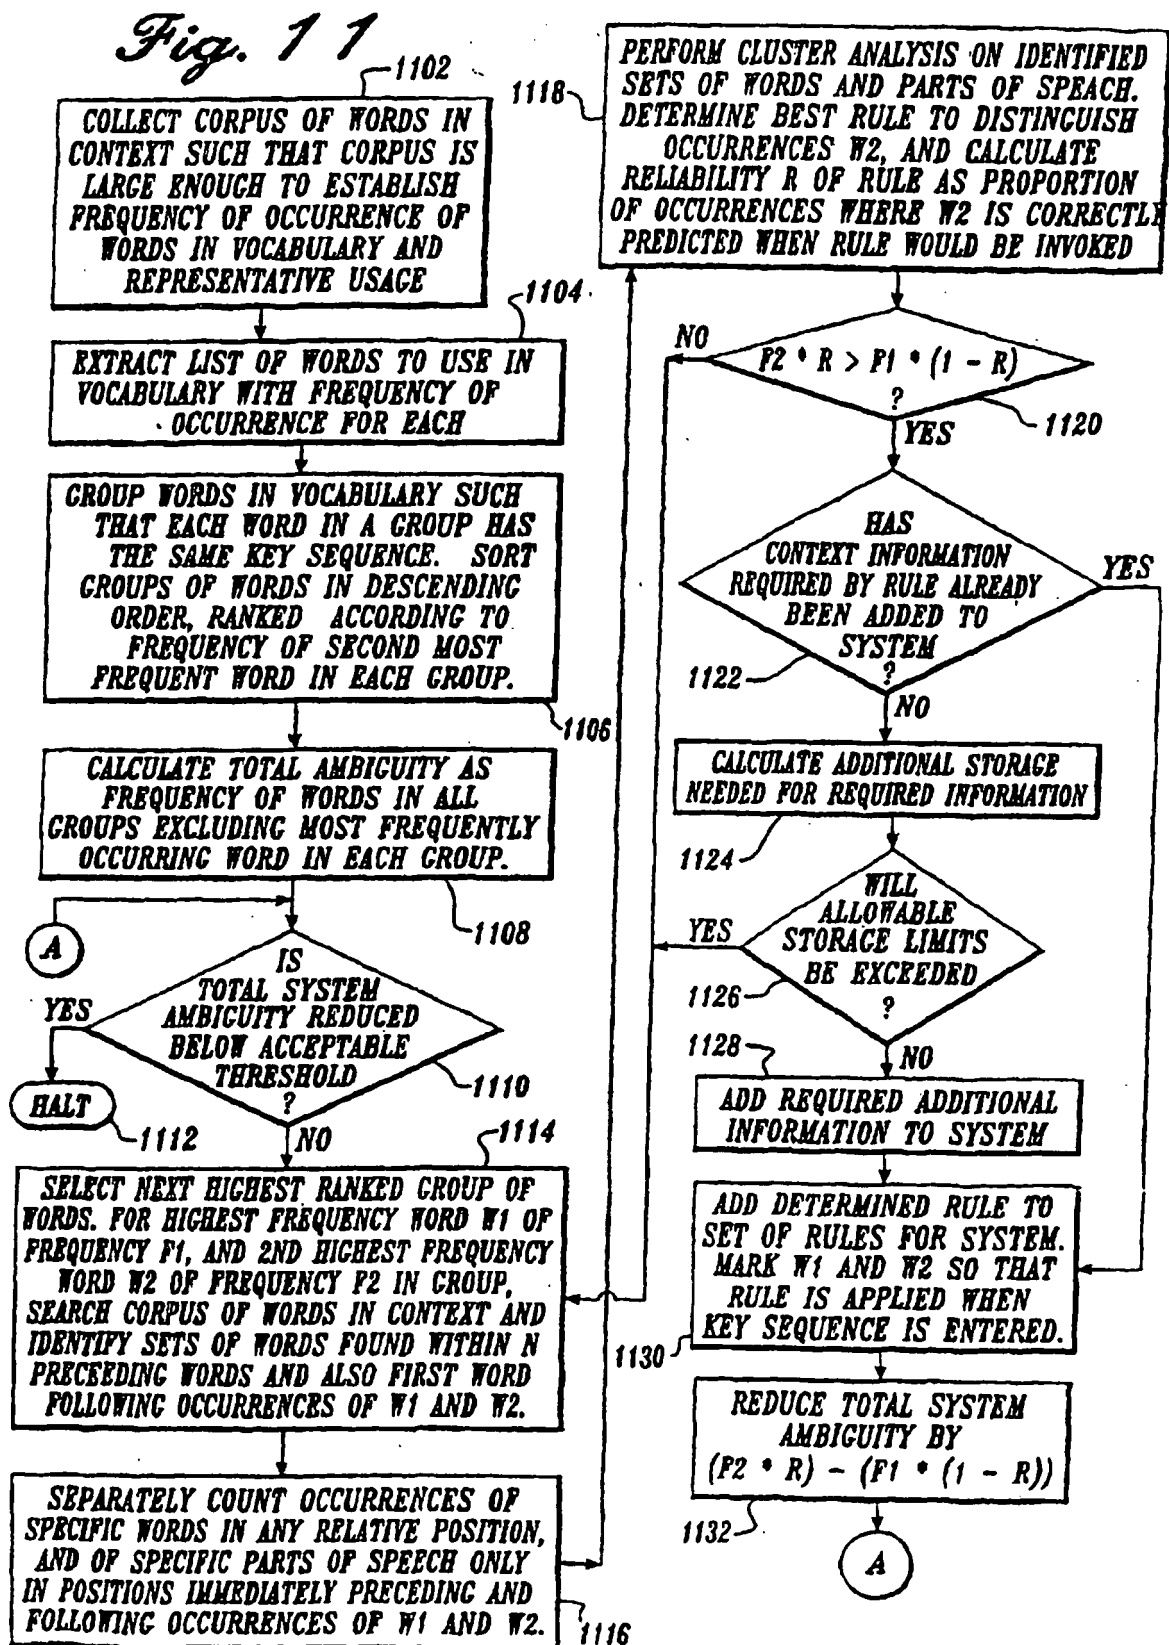 Fig. 11
1102
COLLECT CORPUS OF WORDS IN
CONTEXT SUCH THAT CORPUS IS
LARGE ENOUGH TO ESTABLISH
FREQUENCY OF OCCURRENCE OF
WORDS IN VOCABULARY AND
REPRESENTATIVE USAGE
1104
EXTRACT LIST OF WORDS TO USE IN
VOCABULARY WITH FREQUENCY OF
OCCURRENCE FOR EACH
GROUP WORDS IN VOCABULARY SUCH
THAT EACH WORD IN A GROUP HAS
THE SAME KEY SEQUENCE. SORT
GROUPS OF WORDS IN DESCENDING
ORDER, RANKED ACCORDING TO
FREQUENCY OF SECOND MOST
FREQUENT WORD IN EACH GROUP.
1106
CALCULATE TOTAL AMBIGUITY AS
FREQUENCY OF WORDS IN ALL
GROUPS EXCLUDING MOST FREQUENTLY
OCCURRING WORD IN EACH GROUP.
1108
A
IS
TOTAL SYSTEM
AMBIGUITY REDUCED
BELOW ACCEPTABLE
THRESHOLD
?
1110
YES
HALT
1112
NO
1114
SELECT NEXT HIGHEST RANKED GROUP OF
WORDS. FOR HIGHEST FREQUENCY WORD W1 OF
FREQUENCY F1, AND 2ND HIGHEST FREQUENCY
WORD W2 OF FREQUENCY F2 IN GROUP,
SEARCH CORPUS OF WORDS IN CONTEXT AND
IDENTIFY SETS OF WORDS FOUND WITHIN N
PRECEEDING WORDS AND ALSO FIRST WORD
FOLLOWING OCCURRENCES OF W1 AND W2.
SEPARATELY COUNT OCCURRENCES OF
SPECIFIC WORDS IN ANY RELATIVE POSITION,
AND OF SPECIFIC PARTS OF SPEECH ONLY
IN POSITIONS IMMEDIATELY PRECEDING AND
FOLLOWING OCCURRENCES OF W1 AND W2.
1116
1118
PERFORM CLUSTER ANALYSIS ON IDENTIFIED
SETS OF WORDS AND PARTS OF SPEACH.
DETERMINE BEST RULE TO DISTINGUISH
OCCURRENCES W2, AND CALCULATE
RELIABILITY R OF RULE AS PROPORTION
OF OCCURRENCES WHERE W2 IS CORRECTLY
PREDICTED WHEN RULE WOULD BE INVOKED
NO
F2 * R > F1 * (1 - R)
?
1120
YES
HAS
CONTEXT INFORMATION
REQUIRED BY RULE ALREADY
BEEN ADDED TO
SYSTEM
?
YES
1122
NO
CALCULATE ADDITIONAL STORAGE
NEEDED FOR REQUIRED INFORMATION
1124
WILL
ALLOWABLE
STORAGE LIMITS
BE EXCEEDED
?
YES
1126
NO
1128
ADD REQUIRED ADDITIONAL
INFORMATION TO SYSTEM
ADD DETERMINED RULE TO
SET OF RULES FOR SYSTEM.
MARK W1 AND W2 SO THAT
RULE IS APPLIED WHEN
KEY SEQUENCE IS ENTERED.
1130
REDUCE TOTAL SYSTEM
AMBIGUITY BY
(F2 * R) - (F1 * (1 - R))
1132
A